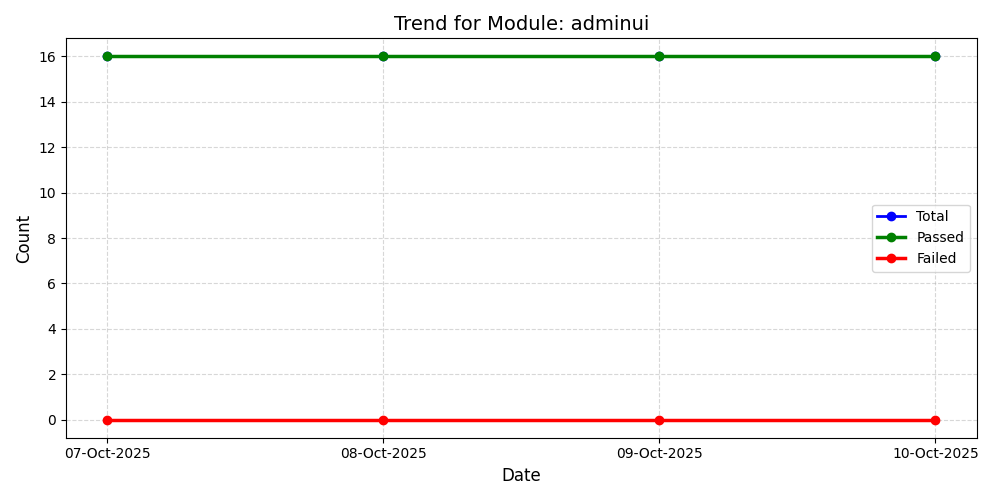 Trend for Module: adminui
Count
16
14
12
10
8
6
4
2
0
Total
Passed
Failed
07-Oct-2025
08-Oct-2025
09-Oct-2025
10-Oct-2025
Date